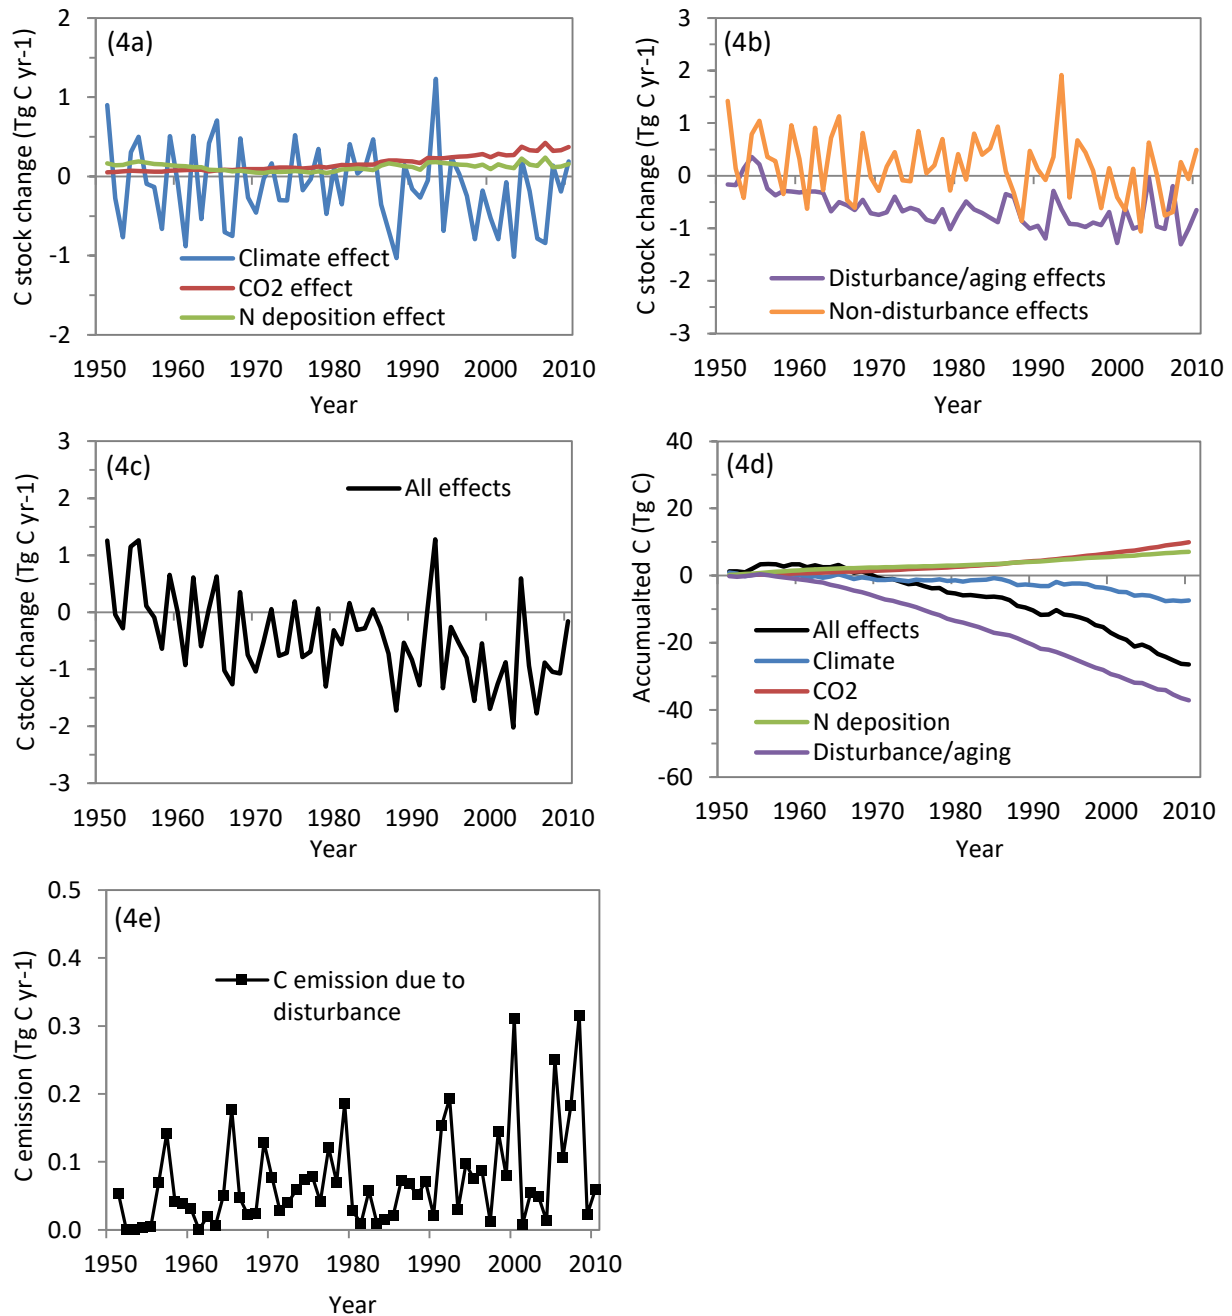 (4a)
C stock change (Tg C yr-1)
2
1
0
-1
-2
Climate effect
CO2 effect
N deposition effect
1950 1960 1970 1980 1990 2000 2010
Year
(4b)
C stock change (Tg C yr-1)
3
2
1
0
-1
-2
-3
Disturbance/aging effects
Non-disturbance effects
1950 1960 1970 1980 1990 2000 2010
Year
(4c)
C stock change (Tg C yr-1)
3
2
1
0
-1
-2
-3
All effects
1950 1960 1970 1980 1990 2000 2010
Year
(4d)
Accumualted C (Tg C)
40
20
0
-20
-40
-60
All effects
Climate
CO2
N deposition
Disturbance/aging
1950 1960 1970 1980 1990 2000 2010
Year
(4e)
C emission (Tg C yr-1)
0.5
0.4
0.3
0.2
0.1
0.0
C emission due to
disturbance
1950 1960 1970 1980 1990 2000 2010
Year